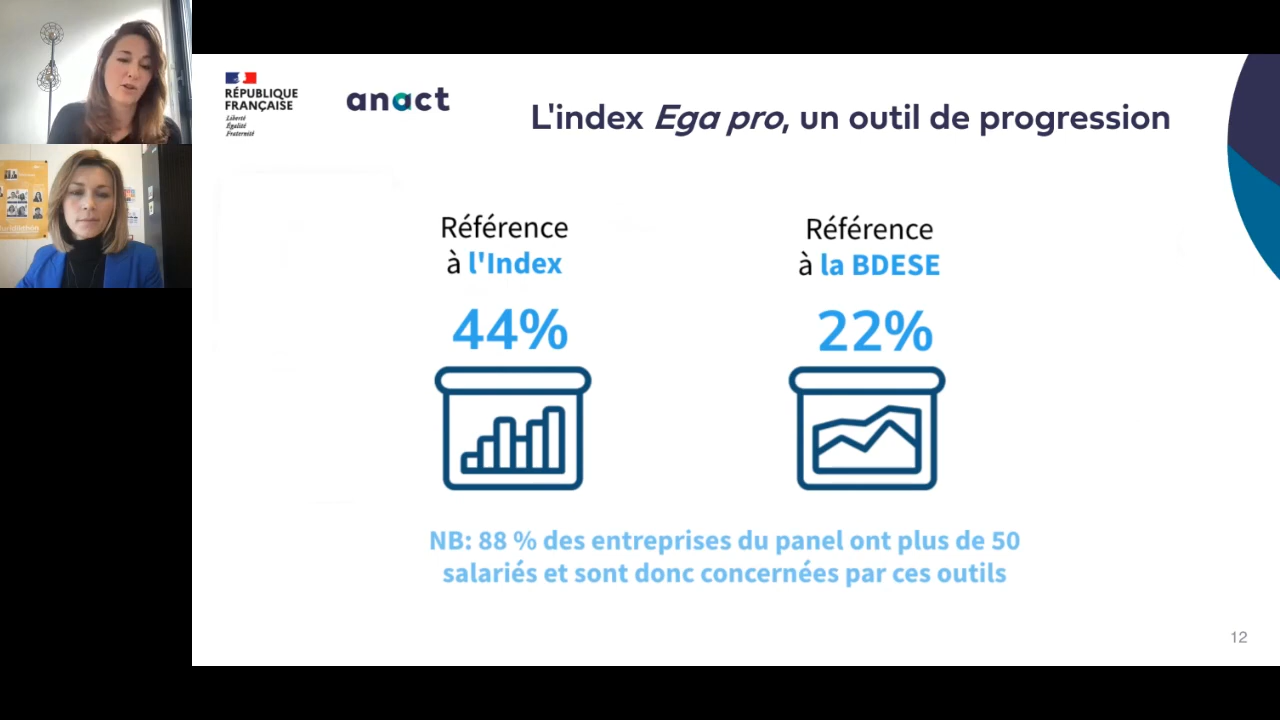 RÉPUBLIQUE
FRANÇAISE
Liberté
Égalité
Fraternité
anact
L'index Ega pro, un outil de progression
Référence
à l'Index
44%
Référence
à la BDESE
22%
NB: 88 % des entreprises du panel ont plus de 50
salariés et sont donc concernées par ces outils
12